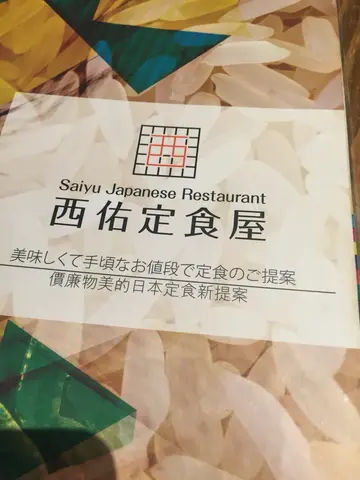 Saiyu Japanese Restaurant
西佑定食屋
美味しくて手頃なお値段で定食のご提案
價廉物美的日本定食新提案